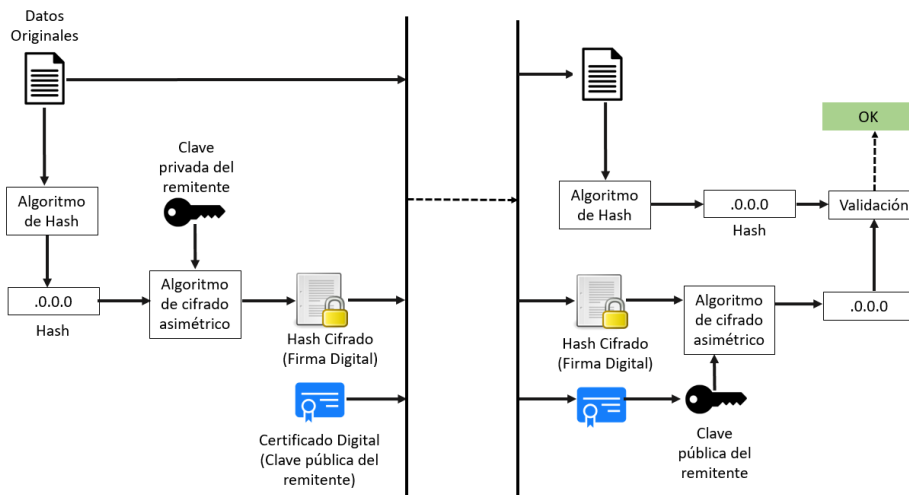 Datos
Originales
Clave
privada del
remitente
Algoritmo
de Hash
.0.0.0
Hash
Algoritmo
de cifrado
asimétrico
Hash Cifrado
(Firma Digital)
Certificado Digital
(Clave pública del
remitente)
OK
Algoritmo
de Hash
.0.0.0
Hash
Validación
Hash Cifrado
(Firma Digital)
Algoritmo
de cifrado
asimétrico
.0.0.0
Clave
pública del
remitente